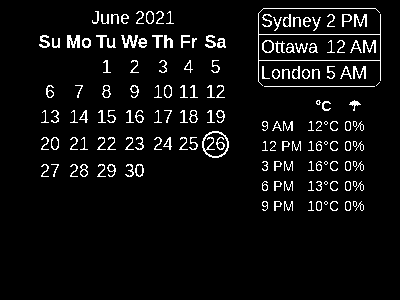 June 2021
Su Mo Tu We Th Fr Sa
1 2 3 4 5
6 7 8 9 10 11 12
13 14 15 16 17 18 19
20 21 22 23 24 25 26
27 28 29 30
Sydney 2 PM
Ottawa 12 AM
London 5 AM
°C ☂
9 AM 12°C 0%
12 PM 16°C 0%
3 PM 16°C 0%
6 PM 13°C 0%
9 PM 10°C 0%